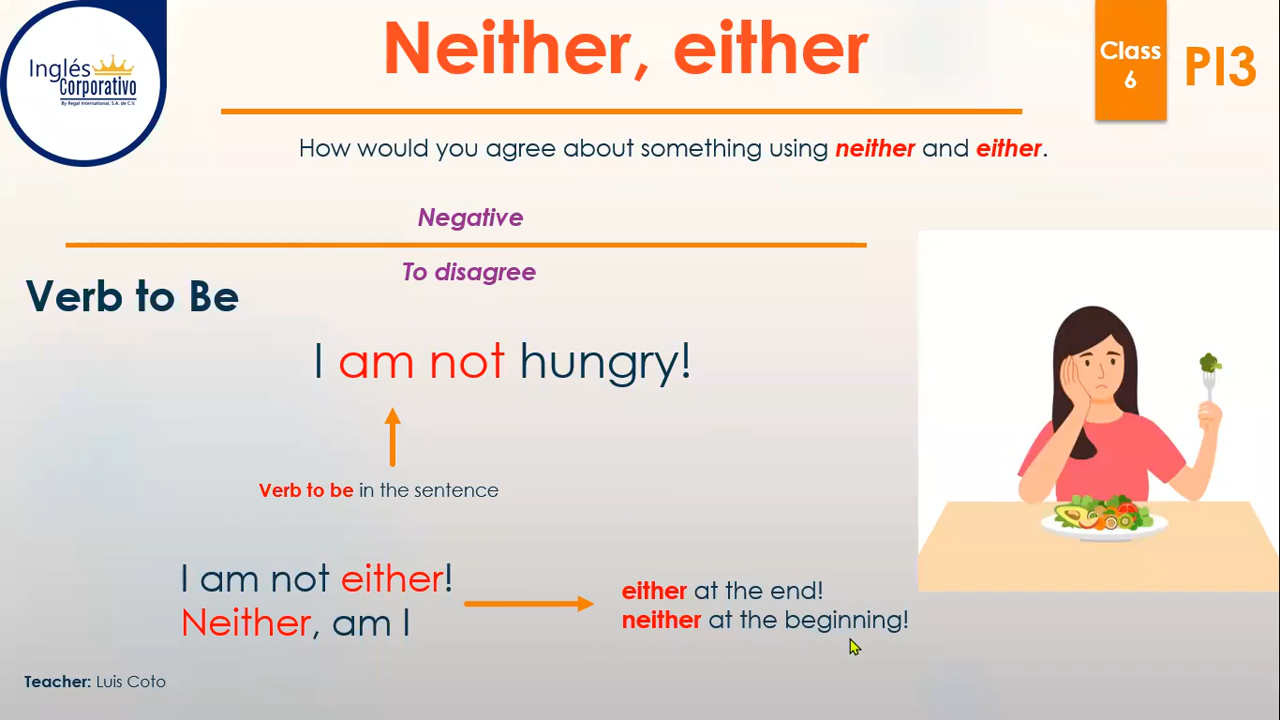 Inglés
Corporativo
By Regal International, S.A. de C.V.
Neither, either
Class
6
PI3
How would you agree about something using neither and either.
Negative
To disagree
Verb to Be
I am not hungry!
Verb to be in the sentence
I am not either!
Neither, am I
either at the end!
neither at the beginning!
Teacher: Luis Coto